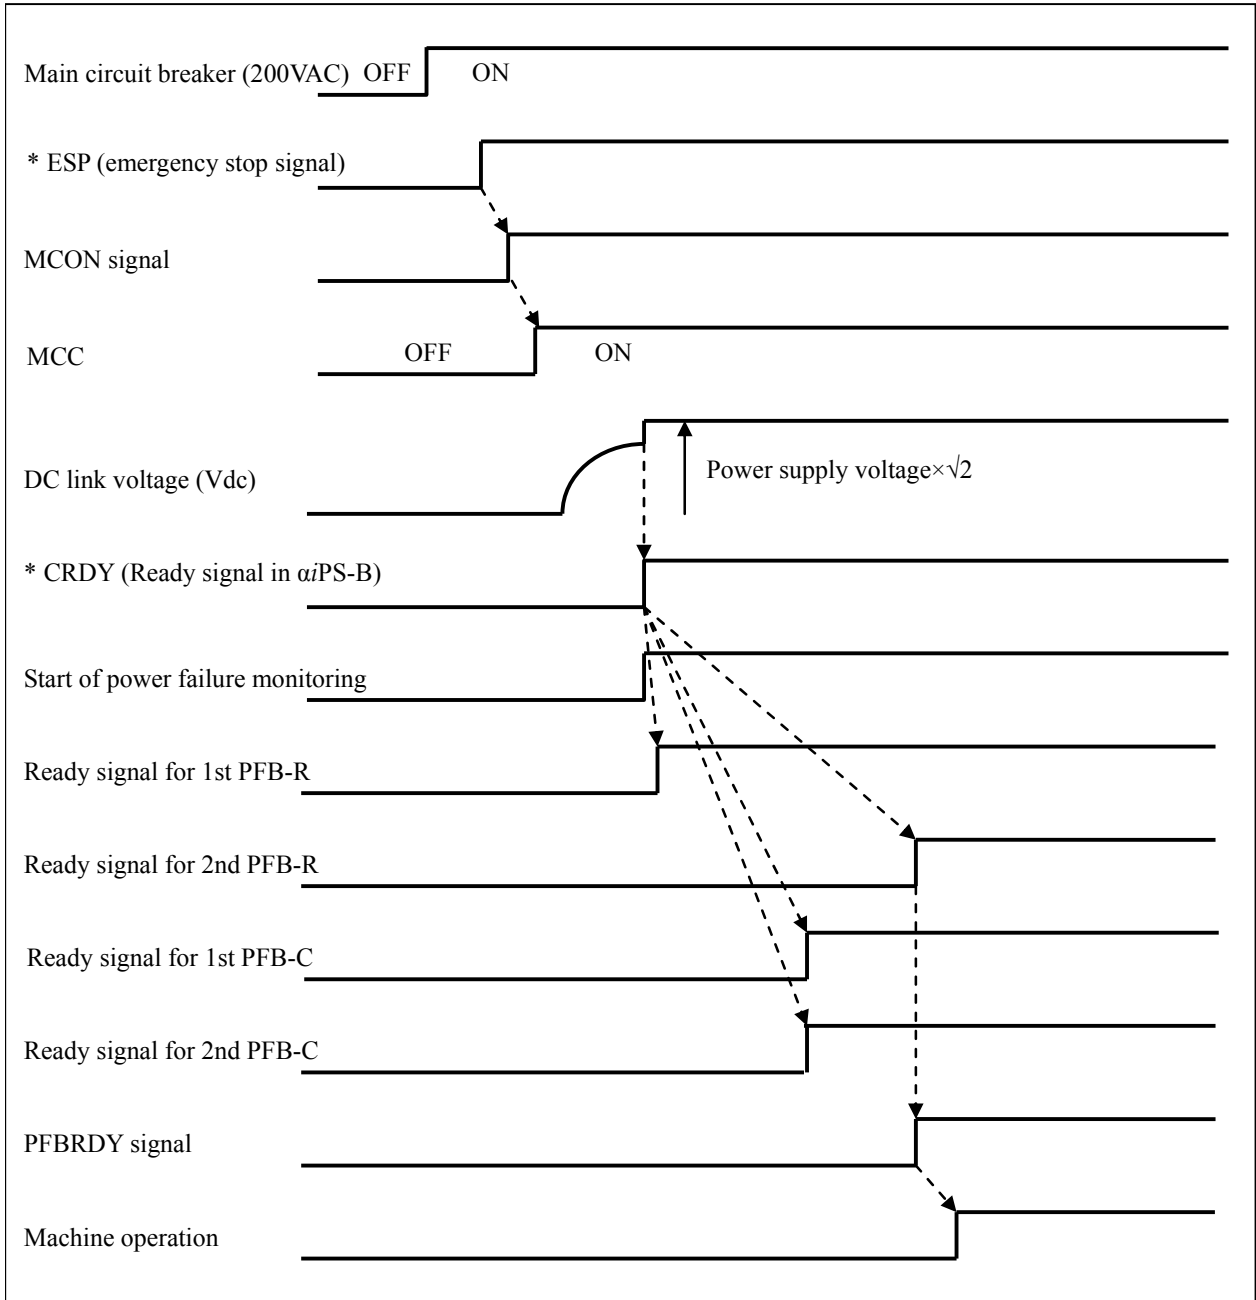 Main circuit breaker (200VAC) OFF ON
* ESP (emergency stop signal)
MCON signal
MCC OFF ON
DC link voltage (Vdc) Power supply voltage×√2
* CRDY (Ready signal in αiPS-B)
Start of power failure monitoring
Ready signal for 1st PFB-R
Ready signal for 2nd PFB-R
Ready signal for 1st PFB-C
Ready signal for 2nd PFB-C
PFBRDY signal
Machine operation